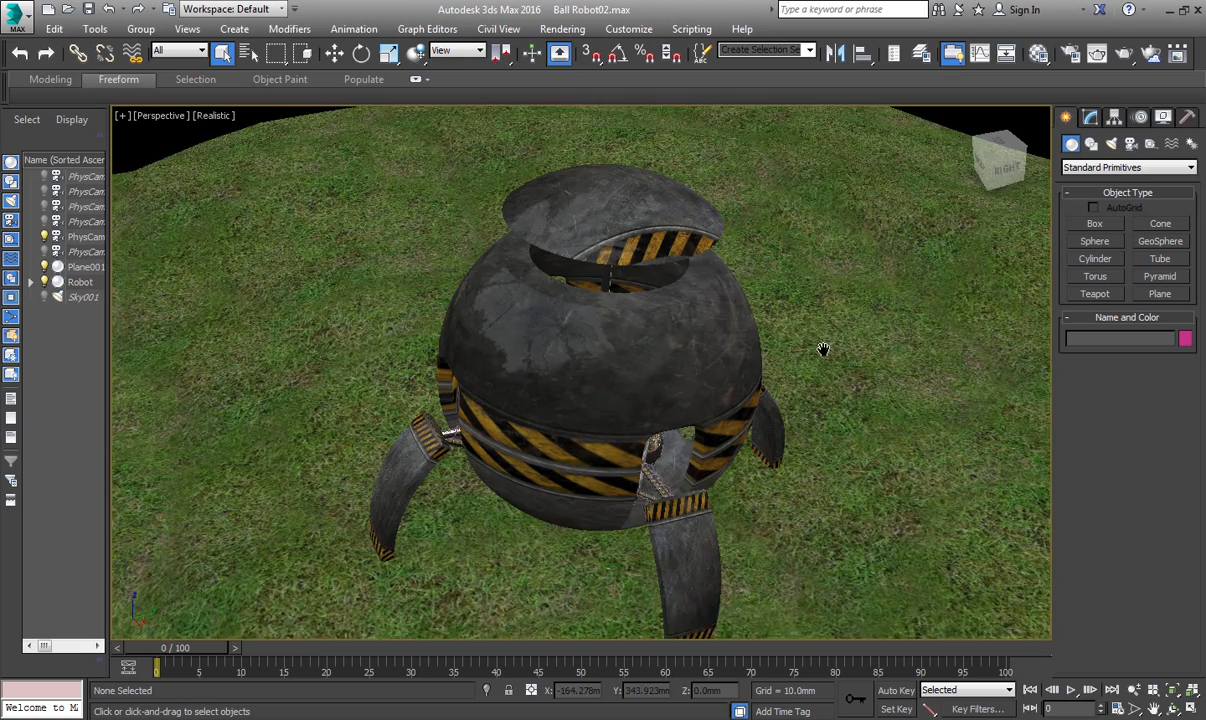 MAX
Workspace: Default
Autodesk 3ds Max 2016 Ball Robot02.max
Type a keyword or phrase
Sign In
Edit Tools Group Views Create Modifiers Animation Graph Editors Civil View Rendering Customize Scripting Help
All
View
Create Selection Se
Modeling Freeform Selection Object Paint Populate
Select Display
[+] [Perspective] [Realistic]
RIGHT
Name (Sorted Ascer
PhysCam
PhysCam
PhysCam
PhysCam
PhysCam
PhysCam
Plane001
Robot
Sky001
Standard Primitives
Object Type
AutoGrid
Box Cone
Sphere GeoSphere
Cylinder Tube
Torus Pyramid
Teapot Plane
Name and Color
0 / 100
0 5 10 15 20 25 30 35 40 45 50 55 60 65 70 75 80 85 90 95 100
None Selected
X: -164.278m
Y: 343.923mm
Z: 0.0mm
Grid = 10.0mm
Auto Key
Selected
Welcome to M
Click or click-and-drag to select objects
Add Time Tag
Set Key
Key Filters...
0